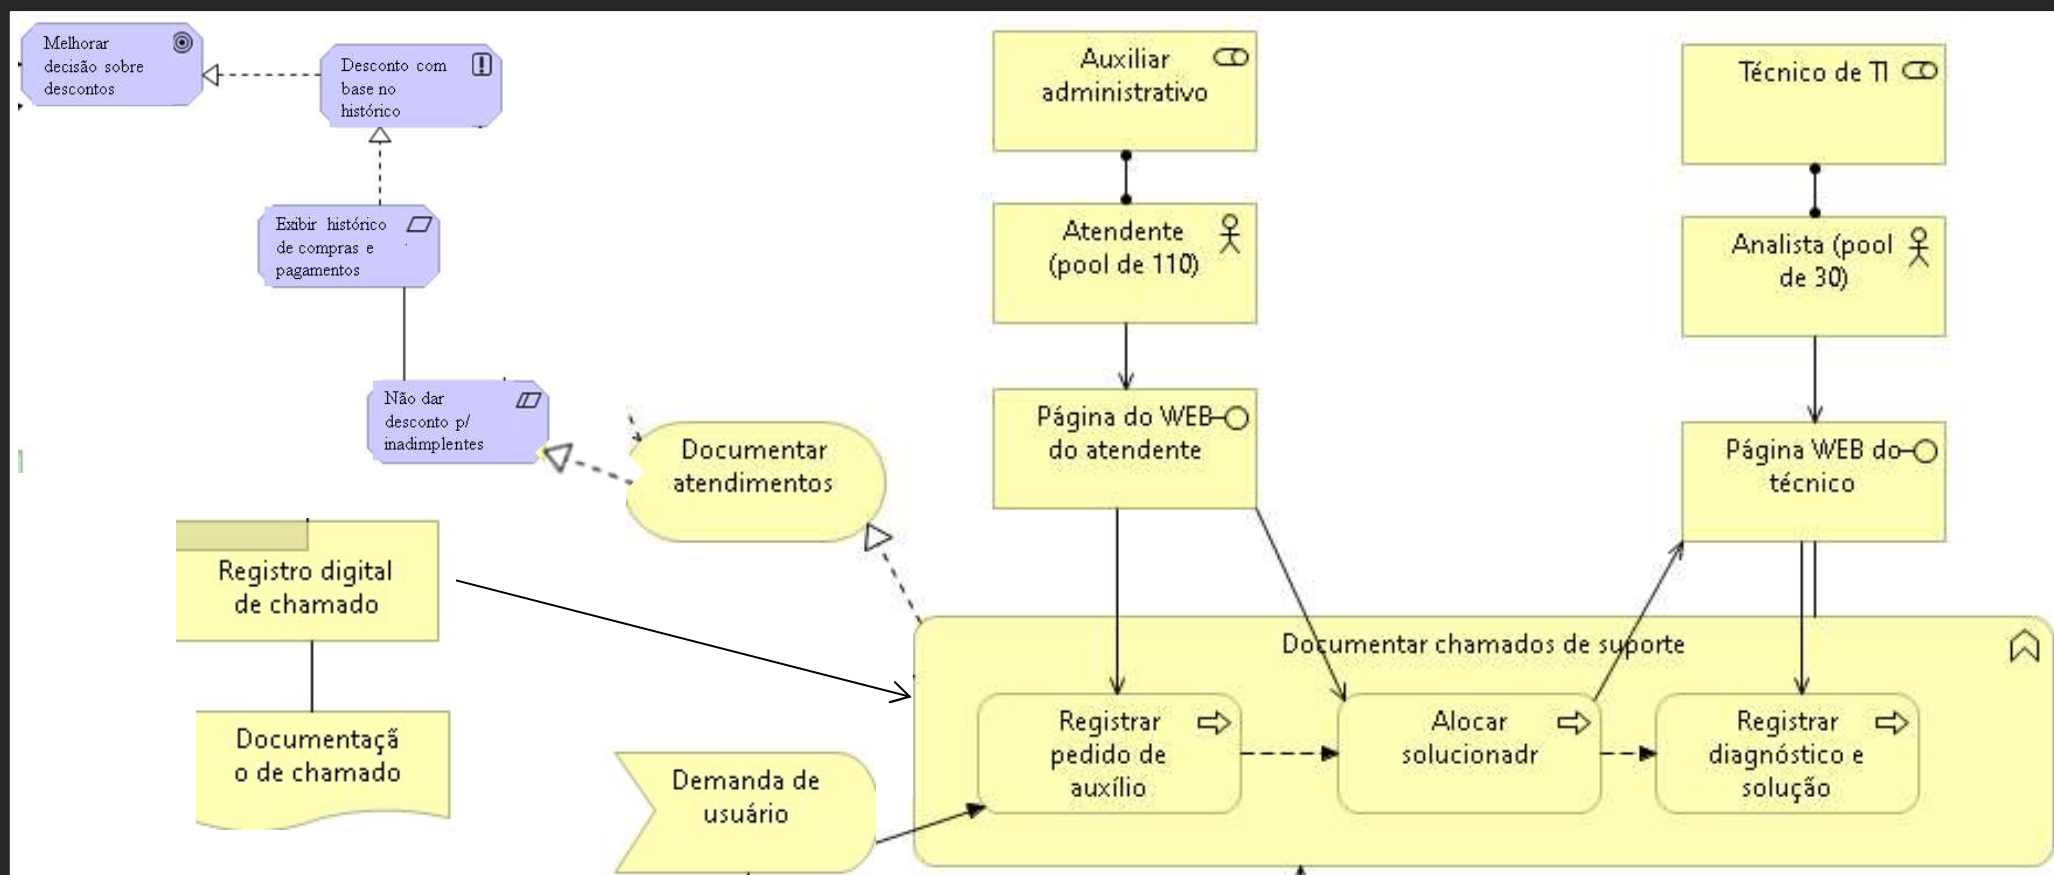 Melhorar
decisão sobre
descontos
Desconto com
base no
histórico
Exibir histórico
de compras e
pagamentos
Não dar
desconto p/
inadimplentes
Documentar
atendimentos
Registro digital
de chamado
Documentaçã
o de chamado
Demanda de
usuário
Auxiliar
administrativo
Atendente
(pool de 110)
Página do WEB
do atendente
Técnico de TI
Analista (pool
de 30)
Página WEB do
técnico
Documentar chamados de suporte
Registrar
pedido de
auxílio
Alocar
solucionadr
Registrar
diagnóstico e
solução